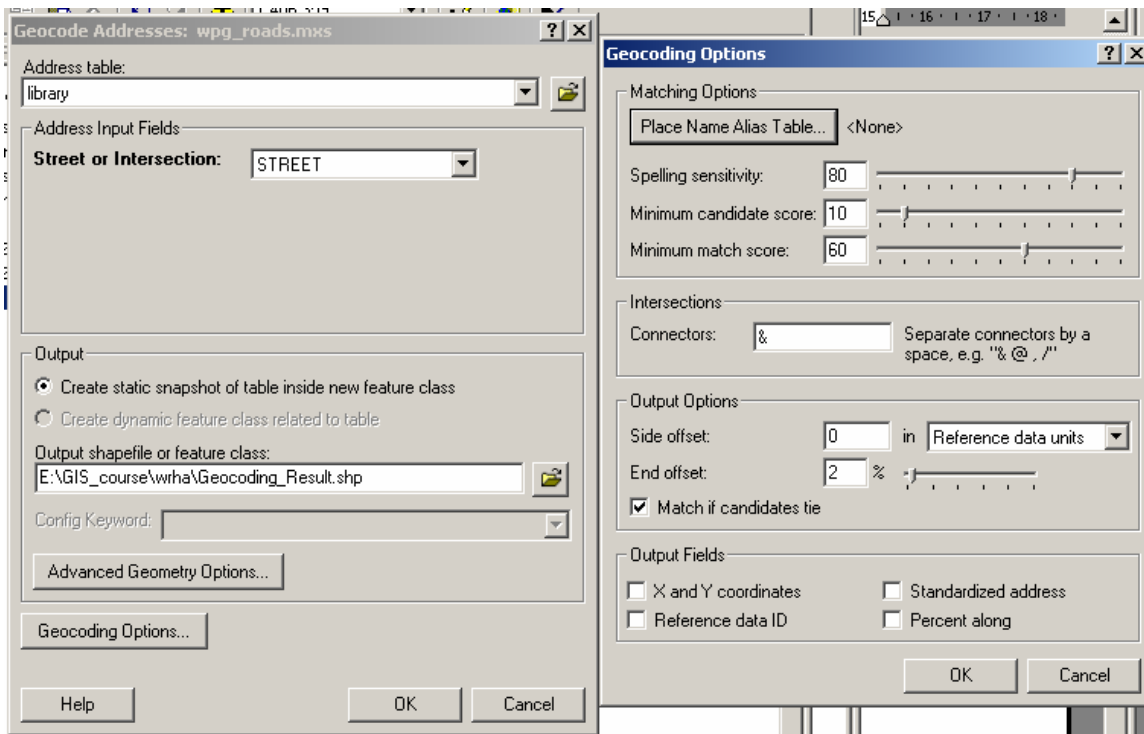 15 · 16 · 17 · 18 ·
Geocode Addresses: wpg_roads.mxs
Address table:
library
Address Input Fields
Street or Intersection:
STREET
Output
Create static snapshot of table inside new feature class
Create dynamic feature class related to table
Output shapefile or feature class:
E:\GIS_course\wrha\Geocoding_Result.shp
Config Keyword:
Advanced Geometry Options...
Geocoding Options...
Help OK Cancel
Geocoding Options
Matching Options
Place Name Alias Table... <None>
Spelling sensitivity: 80
Minimum candidate score: 10
Minimum match score: 60
Intersections
Connectors: & Separate connectors by a
space, e.g. "& @ , /"
Output Options
Side offset: 0 in Reference data units
End offset: 2 %
Match if candidates tie
Output Fields
X and Y coordinates Standardized address
Reference data ID Percent along
OK Cancel